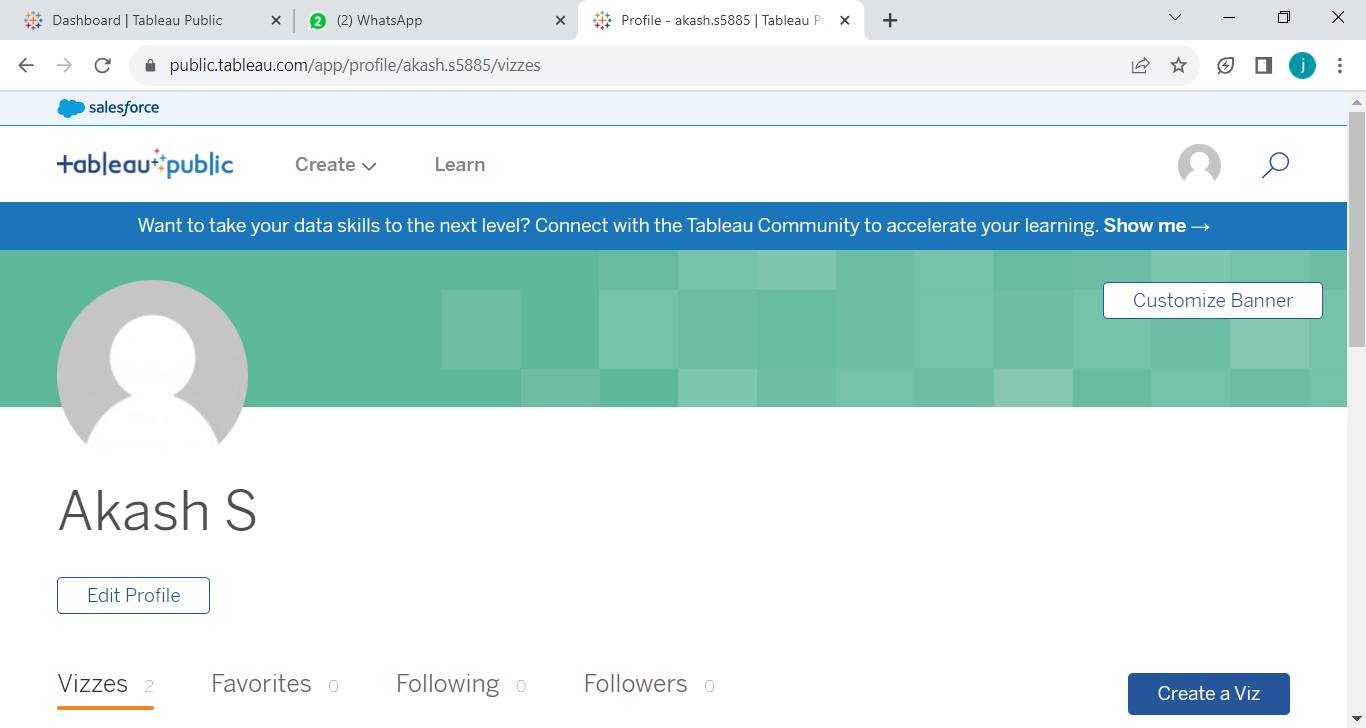 Dashboard | Tableau Public
2 (2) WhatsApp
Profile - akash.s5885 | Tableau
public.tableau.com/app/profile/akash.s5885/vizzes
j
salesforce
+ableau public
Create
Learn
Want to take your data skills to the next level? Connect with the Tableau Community to accelerate your learning. Show me →
Customize Banner
Akash S
Edit Profile
Vizzes 2
Favorites 0
Following 0
Followers 0
Create a Viz